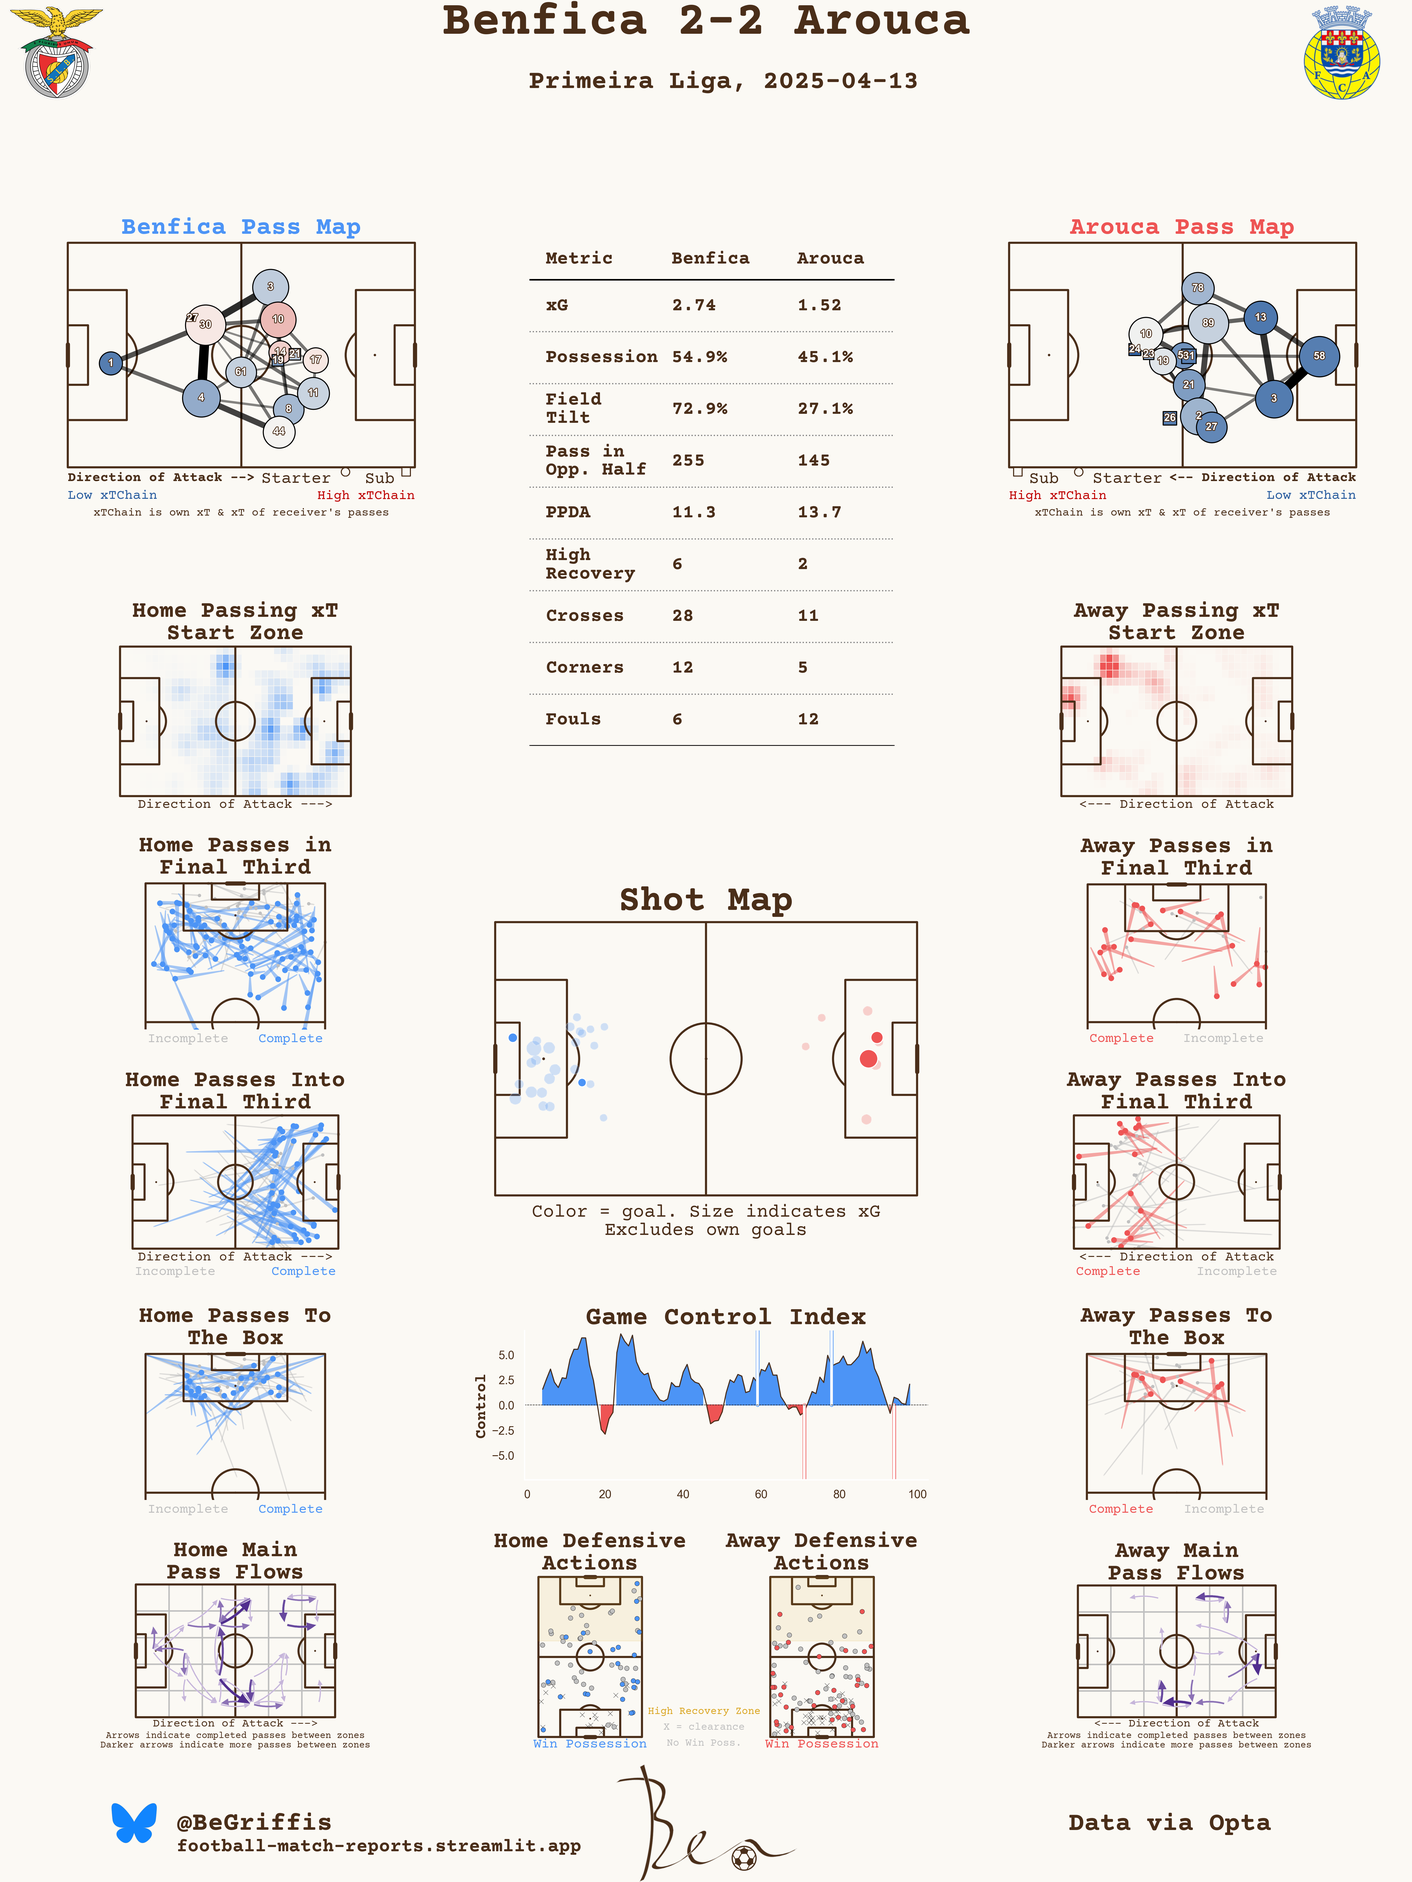 Benfica 2-2 Arouca
Primeira Liga, 2025-04-13
F A
C
Benfica Pass Map
3
27
30
10
14
19
21
17
1
61
4
11
8
44
Direction of Attack --> Starter Sub
Low xTChain High xTChain
xTChain is own xT & xT of receiver's passes
Metric Benfica Arouca
xG 2.74 1.52
Possession 54.9% 45.1%
Field
Tilt 72.9% 27.1%
Pass in
Opp. Half 255 145
PPDA 11.3 13.7
High
Recovery 6 2
Crosses 28 11
Corners 12 5
Fouls 6 12
Arouca Pass Map
78
13
89
10
24
23
19
5
31
58
21
3
26
2
27
Sub Starter <-- Direction of Attack
High xTChain Low xTChain
xTChain is own xT & xT of receiver's passes
Home Passing xT
Start Zone
Direction of Attack --->
Away Passing xT
Start Zone
<--- Direction of Attack
Home Passes in
Final Third
Incomplete Complete
Away Passes in
Final Third
Complete Incomplete
Shot Map
Color = goal. Size indicates xG
Excludes own goals
Home Passes Into
Final Third
Direction of Attack --->
Incomplete Complete
Away Passes Into
Final Third
<--- Direction of Attack
Complete Incomplete
Home Passes To
The Box
Incomplete Complete
Game Control Index
Control
5.0
2.5
0.0
−2.5
−5.0
0 20 40 60 80 100
Away Passes To
The Box
Complete Incomplete
Home Main
Pass Flows
Direction of Attack --->
Arrows indicate completed passes between zones
Darker arrows indicate more passes between zones
Home Defensive
Actions
Win Possession
Away Defensive
Actions
Win Possession
High Recovery Zone
X = clearance
No Win Poss.
Away Main
Pass Flows
<--- Direction of Attack
Arrows indicate completed passes between zones
Darker arrows indicate more passes between zones
@BeGriffis
football-match-reports.streamlit.app
Ben
Data via Opta